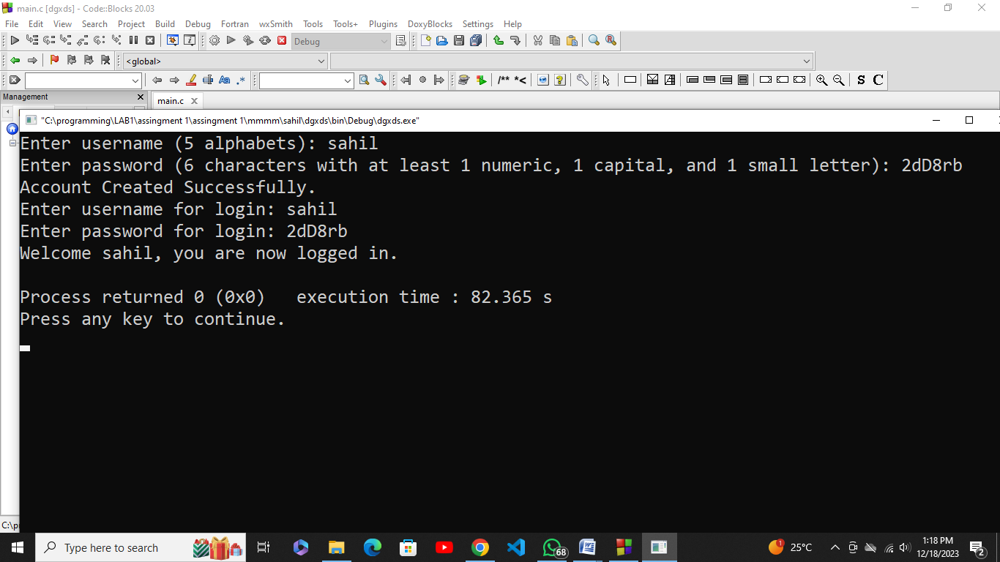 main.c [dgxds] - Code::Blocks 20.03
File Edit View Search Project Build Debug Fortran wxSmith Tools Tools+ Plugins DoxyBlocks Settings Help
Debug
<global>
Aa .* /** *< S C
Management
main.c
"C:\programming\LAB1\assingment 1\assingment 1\mmmm\sahil\dgxds\bin\Debug\dgxds.exe"
Enter username (5 alphabets): sahil
Enter password (6 characters with at least 1 numeric, 1 capital, and 1 small letter): 2dD8rb
Account Created Successfully.
Enter username for login: sahil
Enter password for login: 2dD8rb
Welcome sahil, you are now logged in.
Process returned 0 (0x0)   execution time : 82.365 s
Press any key to continue.
C:\p
Type here to search
68
1
25°C
1:18 PM
12/18/2023
2